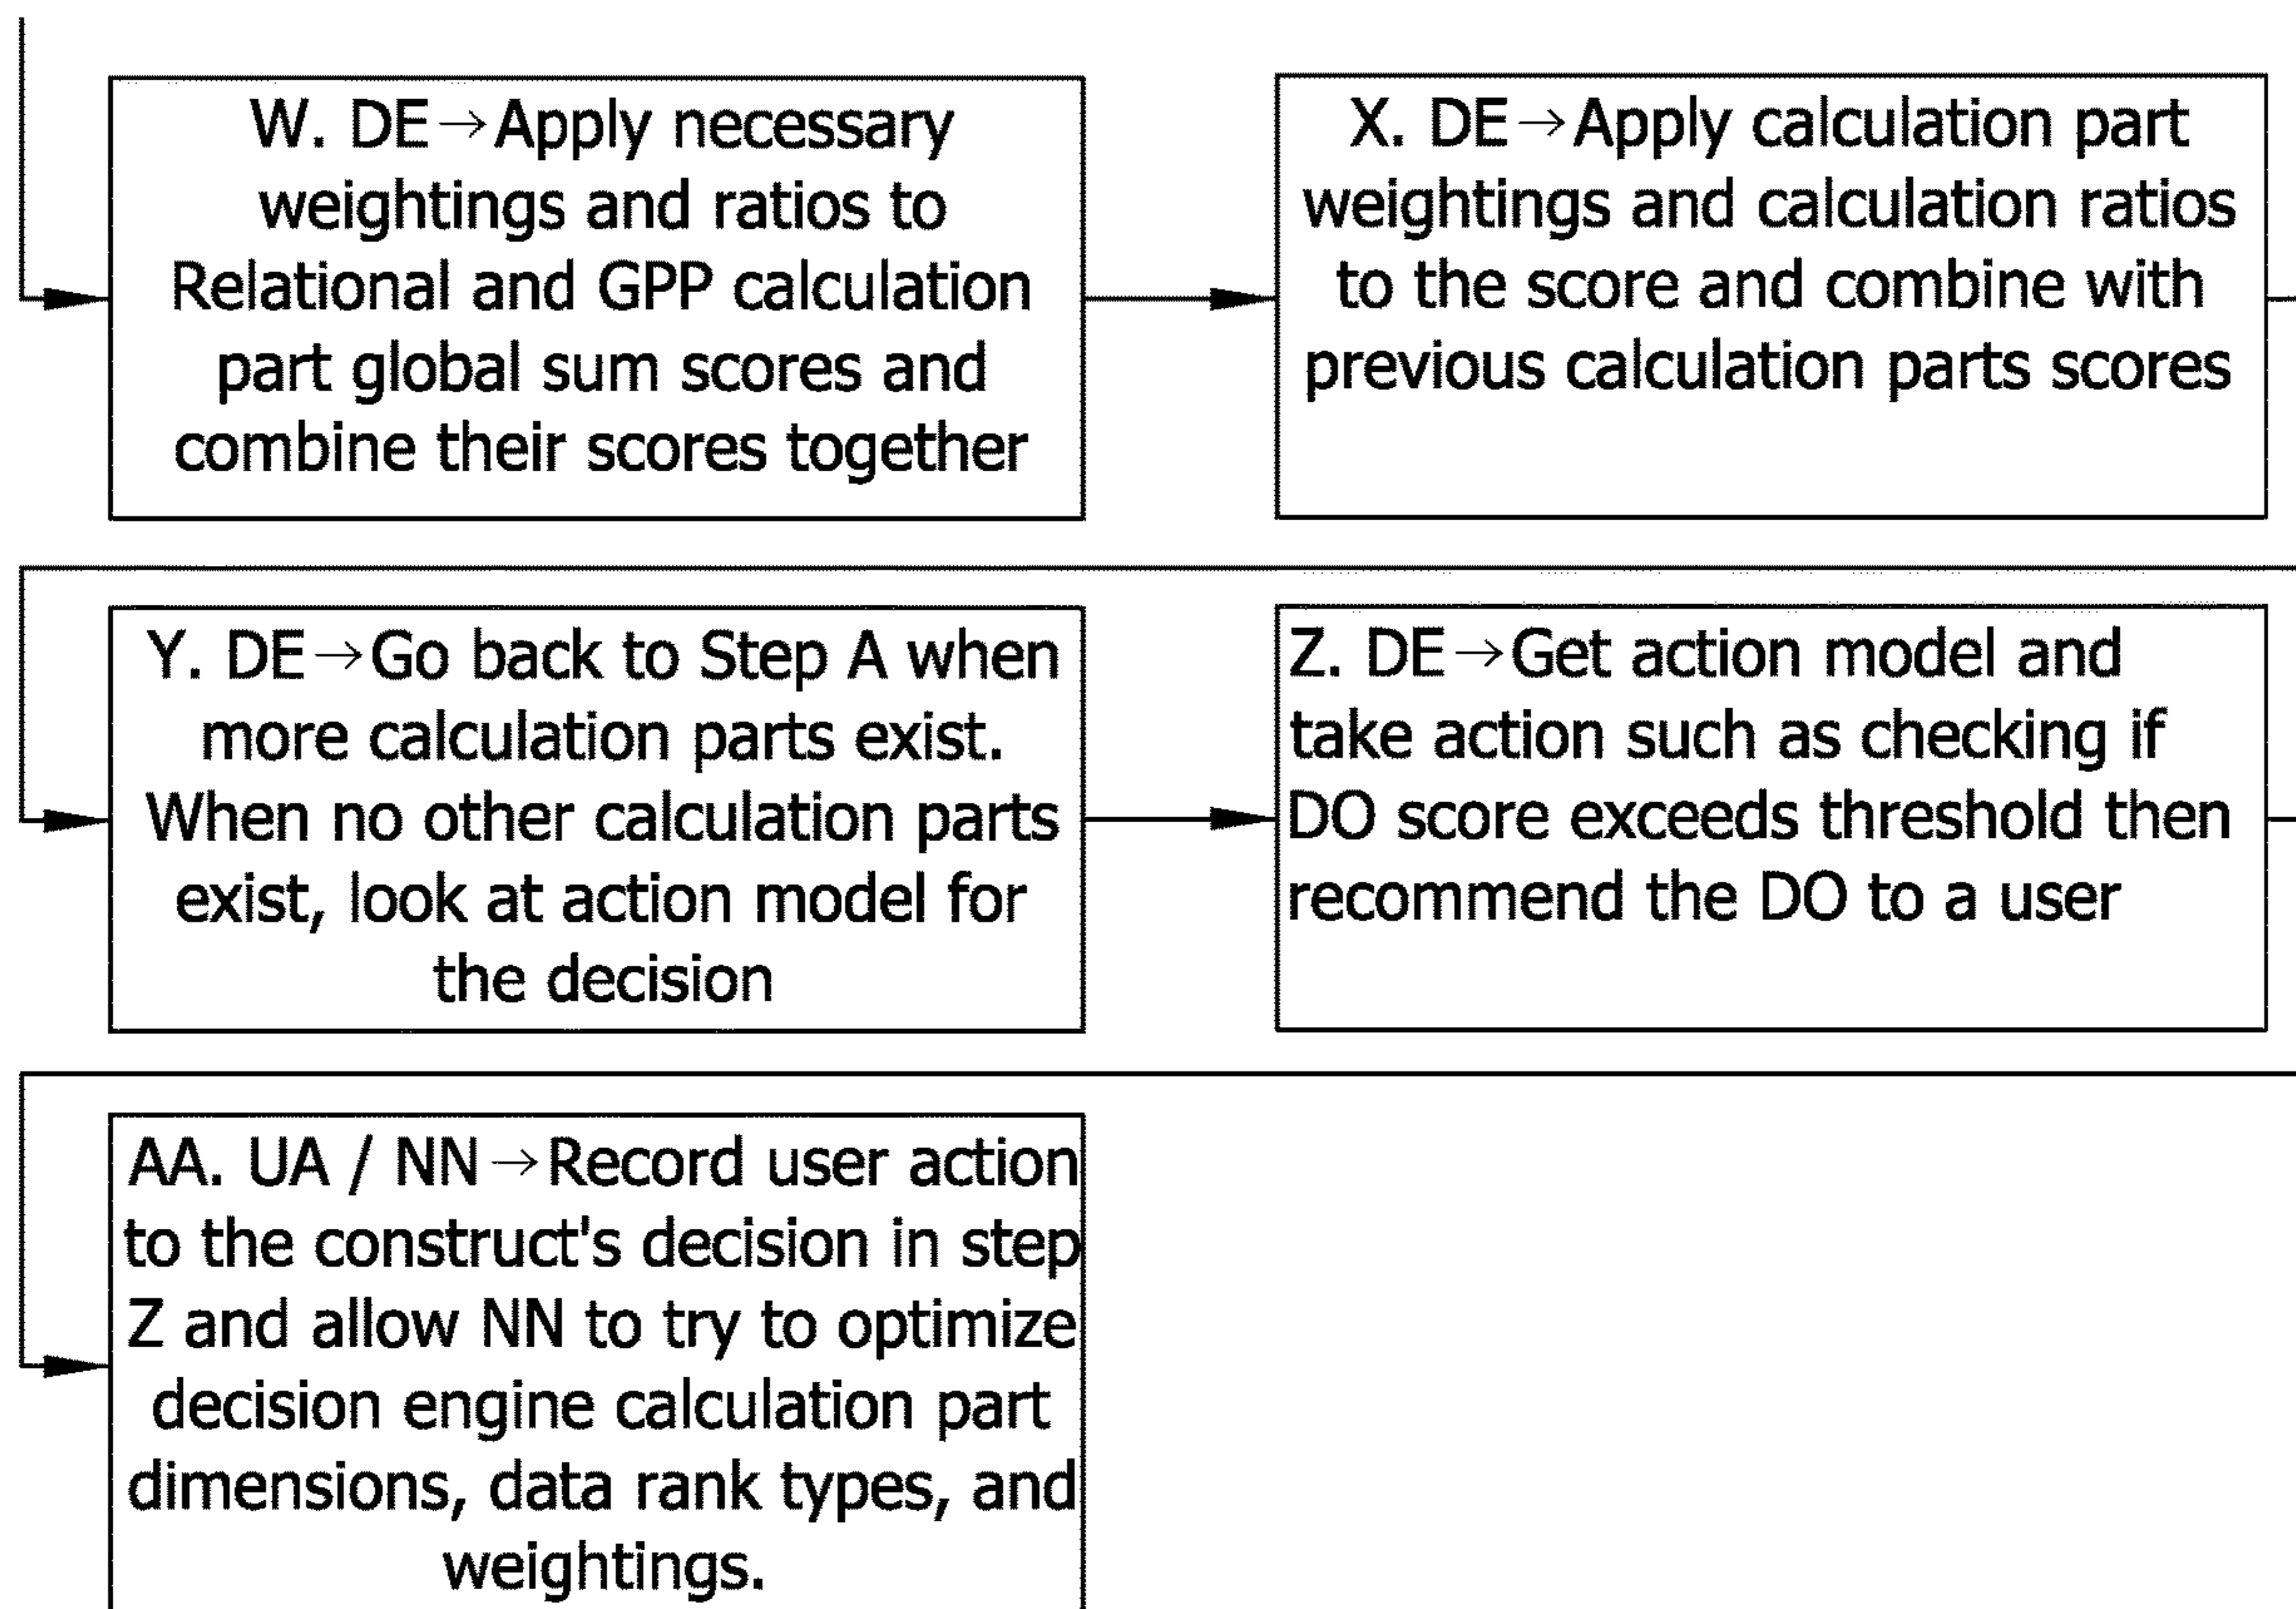 W. DE→Apply necessary
weightings and ratios to
Relational and GPP calculation
part global sum scores and
combine their scores together
X. DE→Apply calculation part
weightings and calculation ratios
to the score and combine with
previous calculation parts scores
Y. DE→Go back to Step A when
more calculation parts exist.
When no other calculation parts
exist, look at action model for
the decision
Z. DE→Get action model and
take action such as checking if
DO score exceeds threshold then
recommend the DO to a user
AA. UA / NN→Record user action
to the construct's decision in step
Z and allow NN to try to optimize
decision engine calculation part
dimensions, data rank types, and
weightings.